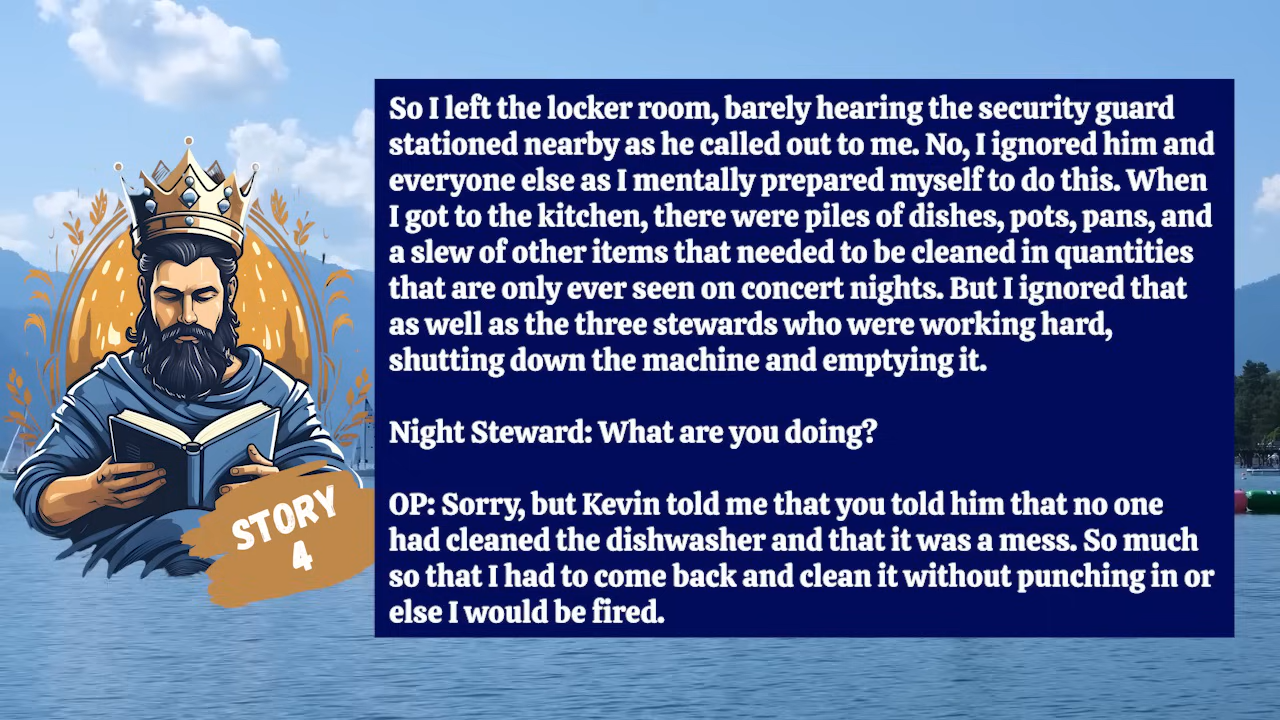 So I left the locker room, barely hearing the security guard
stationed nearby as he called out to me. No, I ignored him and
everyone else as I mentally prepared myself to do this. When
I got to the kitchen, there were piles of dishes, pots, pans, and
a slew of other items that needed to be cleaned in quantities
that are only ever seen on concert nights. But I ignored that
as well as the three stewards who were working hard,
shutting down the machine and emptying it.
Night Steward: What are you doing?
OP: Sorry, but Kevin told me that you told him that no one
had cleaned the dishwasher and that it was a mess. So much
so that I had to come back and clean it without punching in or
else I would be fired.
STORY
4